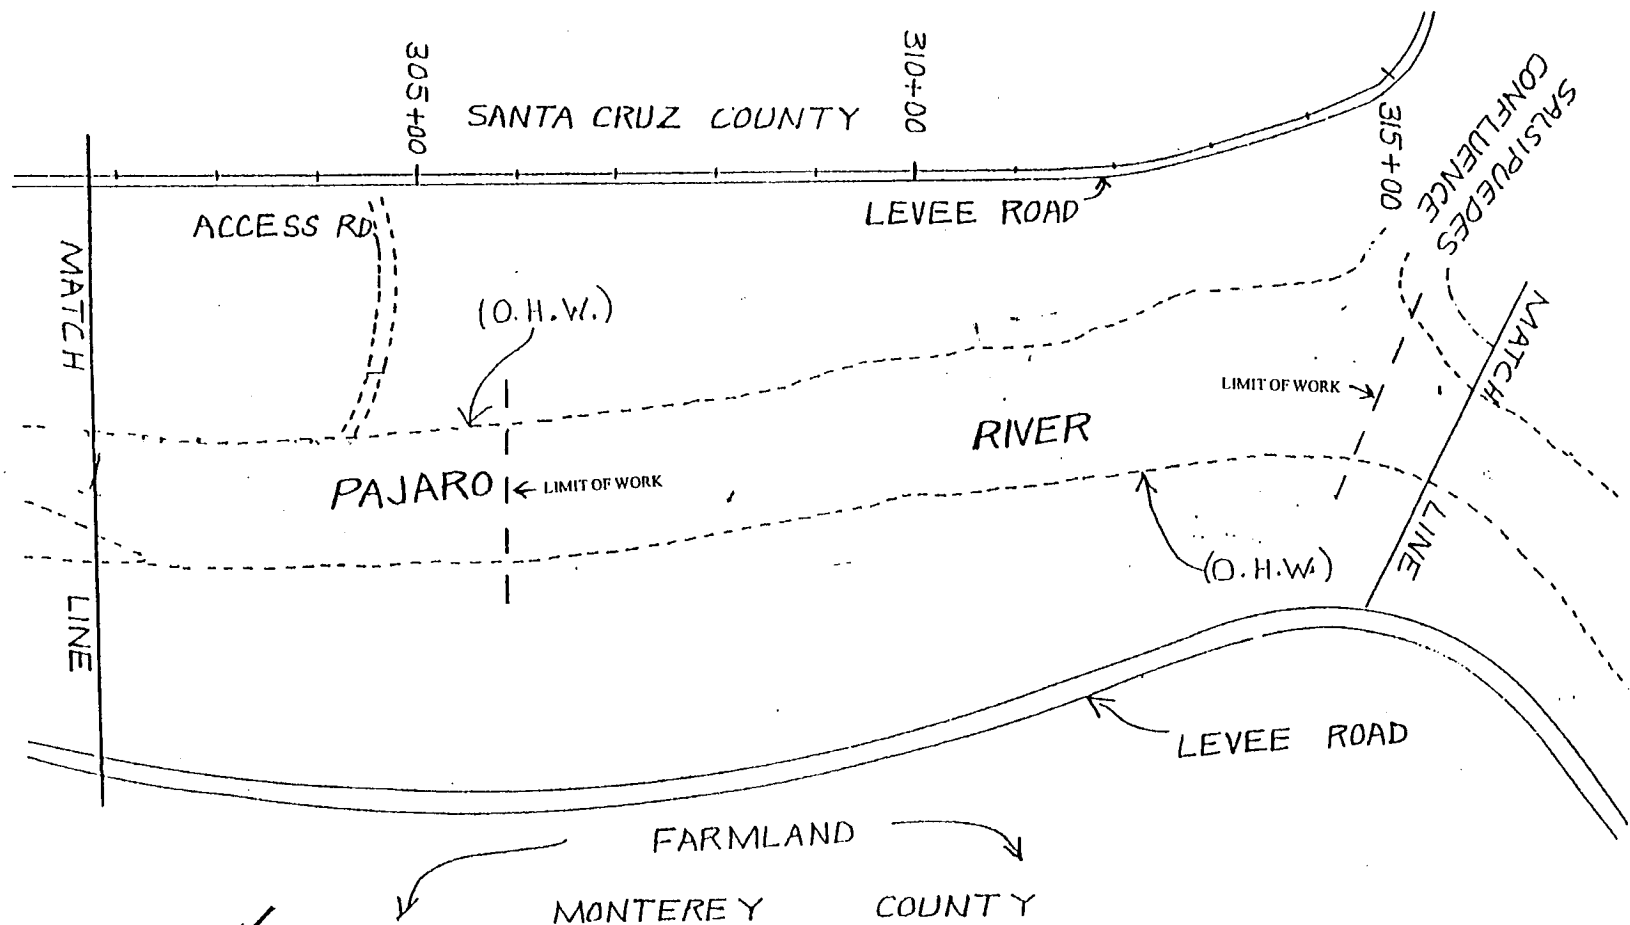 305+00
310+00
SANTA CRUZ COUNTY
315+00
SALSIPUEDES
CONFLUENCE
ACCESS RD.
LEVEE ROAD
MATCH
LINE
(O.H.W.)
MATCH
LINE
LIMIT OF WORK
RIVER
PAJARO
LIMIT OF WORK
(O.H.W.)
LEVEE ROAD
FARMLAND
MONTEREY COUNTY